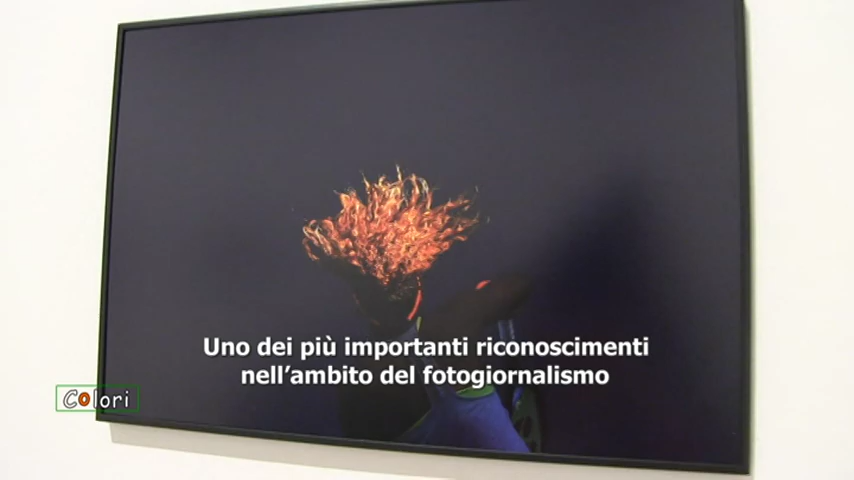 Uno dei più importanti riconoscimenti
nell'ambito del fotogiornalismo
Colori